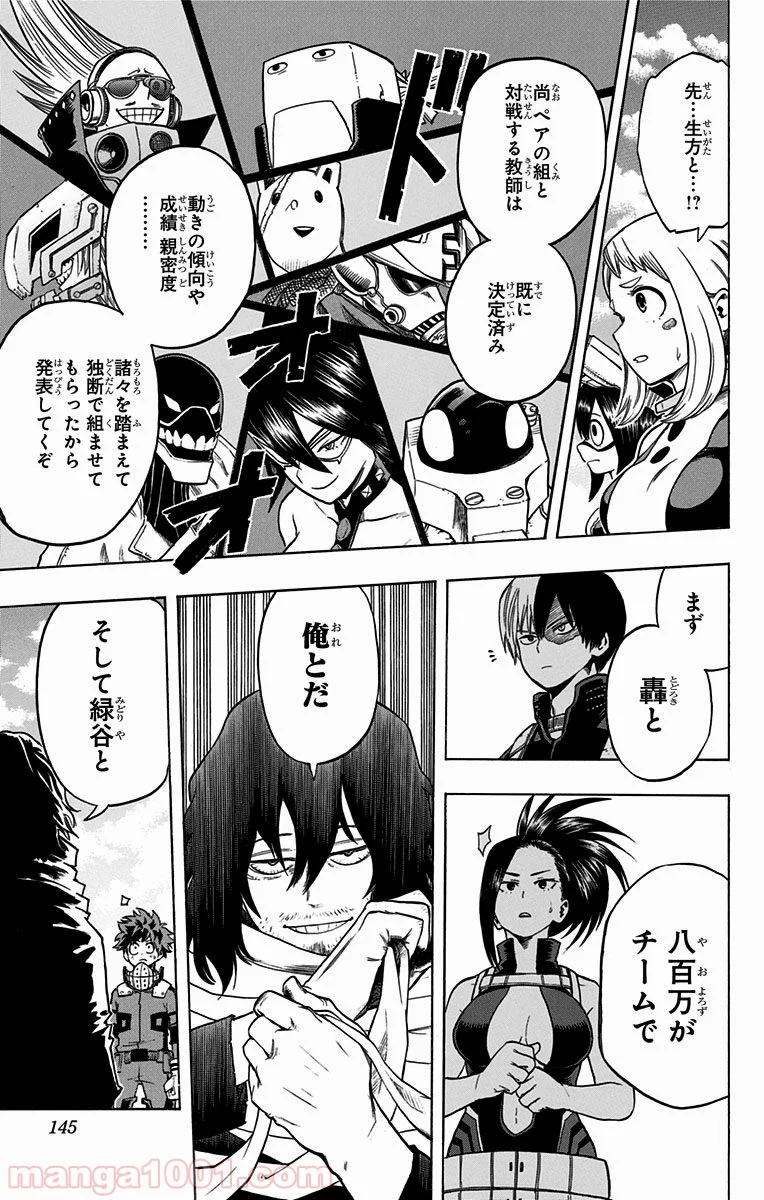 先…生方と…!?
尚ペアの組と
対戦する教師は
既に
決定済み
ドドオオ
動きの傾向や
成績 親密度
………
諸々を踏まえて
独断で組ませて
もらったから
発表してくぞ
まず
轟と
八百万が
チームで
俺とだ
そして緑谷と
145
manga1001.com